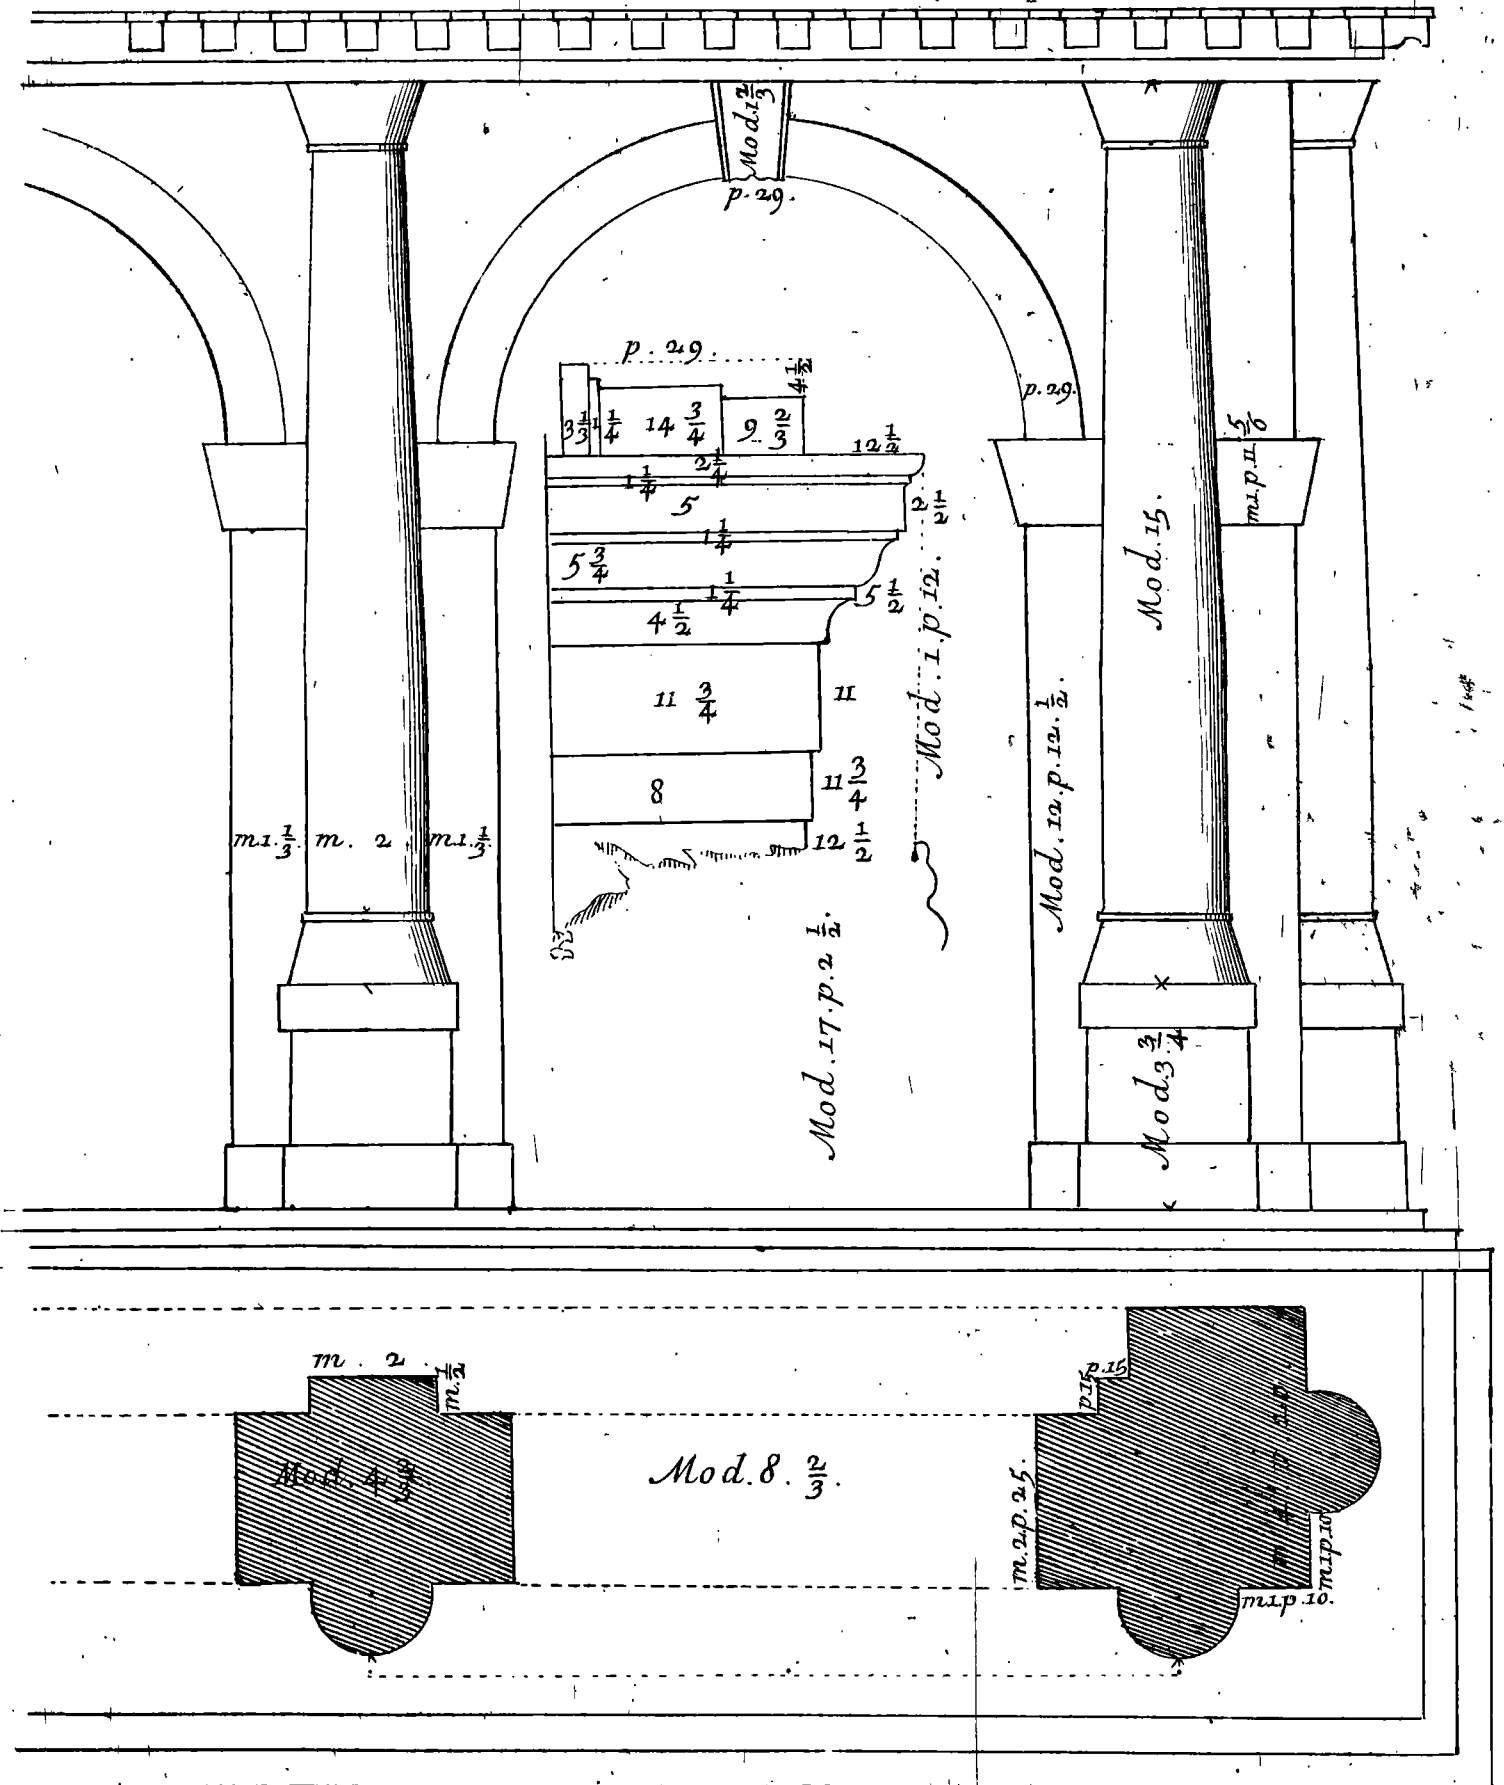 Mod. 1 2/3
p. 29.
p. 29.
4 1/2
3 1/3
1 1/4
14 3/4
9 2/3
12 1/2
2 1/4
1 1/4
5
2 1/2
1 1/4
5 3/4
1 1/4
5 1/2
4 1/2
11 3/4
11
8
11 3/4
12 1/2
Mod. 1. p. 12.
p. 29.
m1. p. 11 5/6
Mod. 15.
Mod. 12. p. 12. 1/2.
m1. 1/3.
m. 2.
m1. 1/3.
Mod. 17. p. 2 1/2.
Mod 3. 3/4
m. 2.
m. 1/2
p. 15
p. 15
Mod. 4 2/3
Mod. 8. 2/3.
m. 2 p. 25.
m1 p. 10
m1. p. 10.